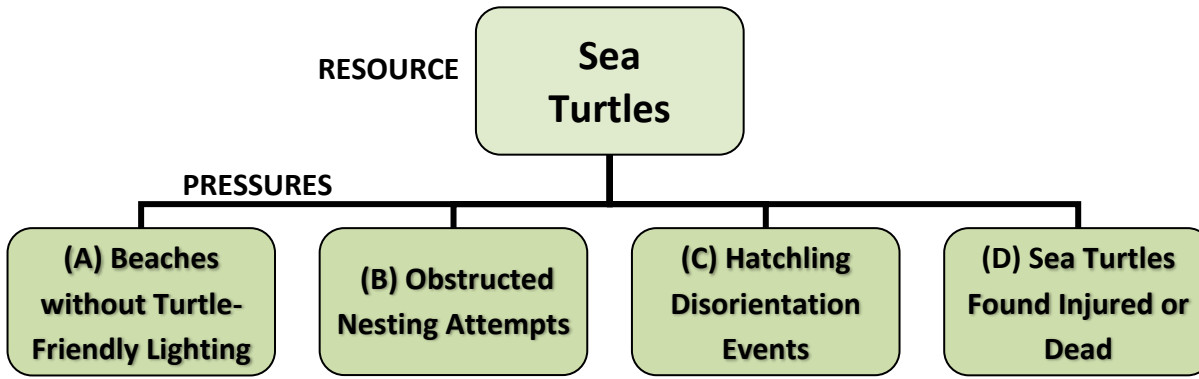 RESOURCE
Sea
Turtles
PRESSURES
(A) Beaches
without Turtle-
Friendly Lighting
(B) Obstructed
Nesting Attempts
(C) Hatchling
Disorientation
Events
(D) Sea Turtles
Found Injured or
Dead